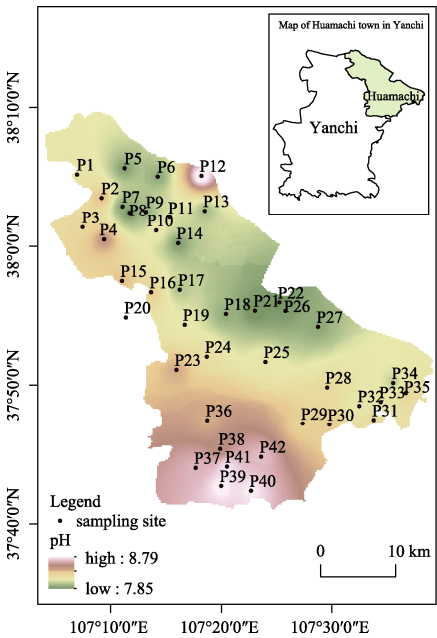 Map of Huamachi town in Yanchi
Huamachi
Yanchi
38°10′0″N
38°0′0″N
37°50′0″N
37°40′0″N
P1
P5
P6
P12
P2
P7
P8
P9
P11
P13
P3
P4
P10
P14
P15
P16
P17
P20
P19
P18
P21
P22
P26
P27
P23
P24
P25
P28
P34
P35
P33
P32
P31
P29
P30
P36
P38
P42
P37
P41
P39
P40
Legend
sampling site
pH
high : 8.79
low : 7.85
0 10 km
107°10′0″E 107°20′0″E 107°30′0″E